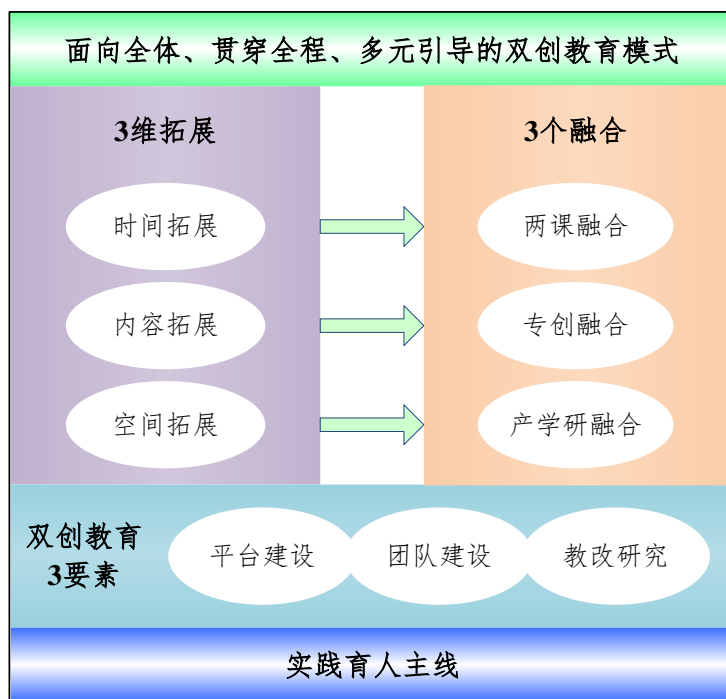 面向全体、贯穿全程、多元引导的双创教育模式
3维拓展
3个融合
时间拓展
两课融合
内容拓展
专创融合
空间拓展
产学研融合
双创教育
3要素
平台建设
团队建设
教改研究
实践育人主线